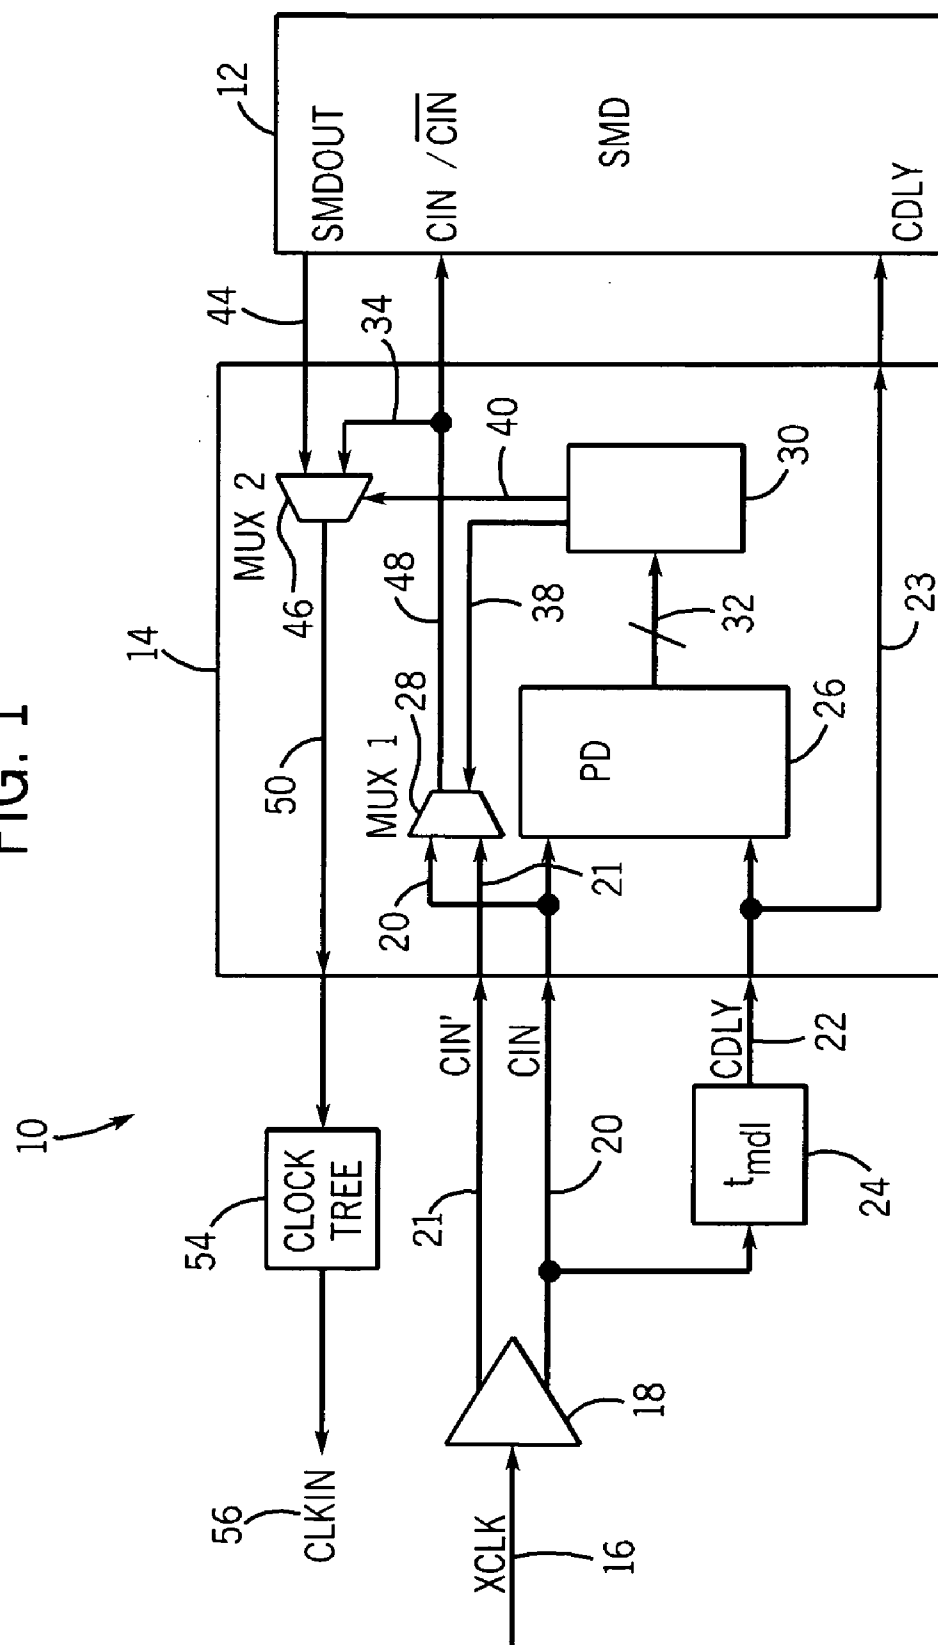 FIG. 1
10
12
SMDOUT
CIN / C̅I̅N̅
SMD
CDLY
44
34
14
MUX 2
46
40
30
48
38
32
23
50
MUX 1
28
PD
26
20
21
CIN'
CIN
CDLY
22
54
CLOCK
TREE
21
20
tmdl
24
56
CLKIN
18
XCLK
16